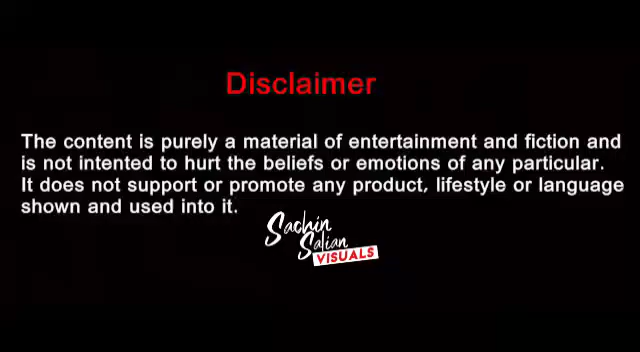 Disclaimer
The content is purely a material of entertainment and fiction and
is not intented to hurt the beliefs or emotions of any particular.
It does not support or promote any product, lifestyle or language
shown and used into it.
Sachin
Salian
VISUALS